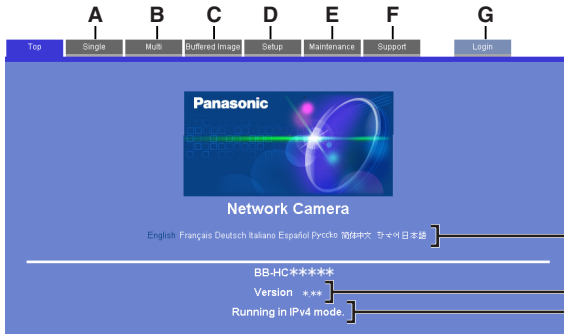 A B C D E F G
Top Single Multi Buffered Image Setup Maintenance Support Login
Panasonic
Network Camera
English Français Deutsch Italiano Español Русско 简体中文 한국어 日本語
BB-HC*****
Version *.**
Running in IPv4 mode.